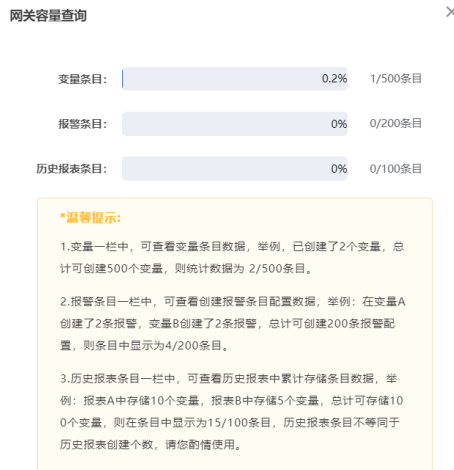 网关容量查询
变量条目： 0.2% 1/500条目
报警条目： 0% 0/200条目
历史报表条目： 0% 0/100条目
*温馨提示：
1.变量一栏中，可查看变量条目数据，举例，已创建了2个变量，总
计可创建500个变量，则统计数据为 2/500条目。
2.报警条目一栏中，可查看创建报警条目配置数据，举例：在变量A
创建了2条报警，变量B创建了2条报警，总计可创建200条报警配
置，则条目中显示为4/200条目。
3.历史报表条目一栏中，可查看历史报表中累计存储条目数据，举
例：报表A中存储10个变量，报表B中存储5个变量，总计可存储10
0个变量，则在条目中显示为15/100条目，历史报表条目不等同于
历史报表创建个数，请您酌情使用。